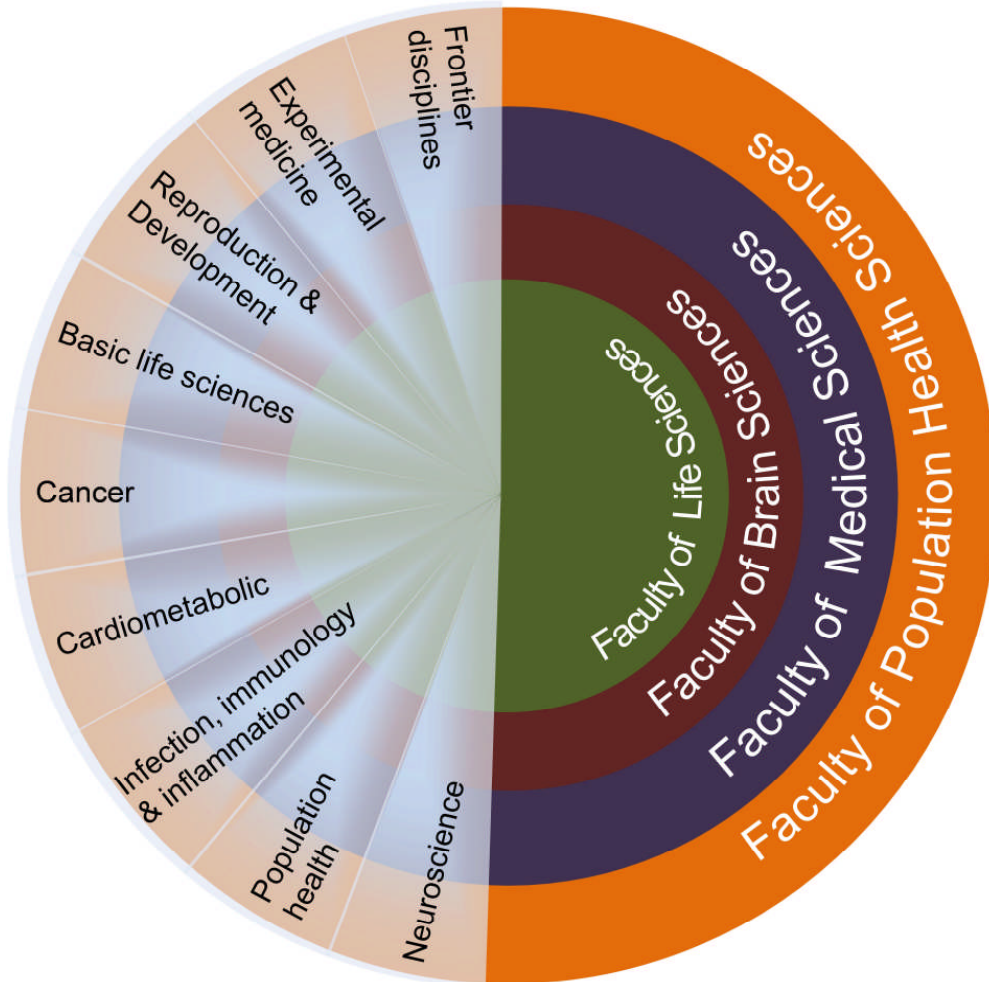 Frontier
disciplines
Experimental
medicine
Reproduction &
Development
Basic life sciences
Cancer
Cardiometabolic
Infection, immunology
& inflammation
Population
health
Neuroscience
Faculty of Life Sciences
Faculty of Brain Sciences
Faculty of Medical Sciences
Faculty of Population Health Sciences